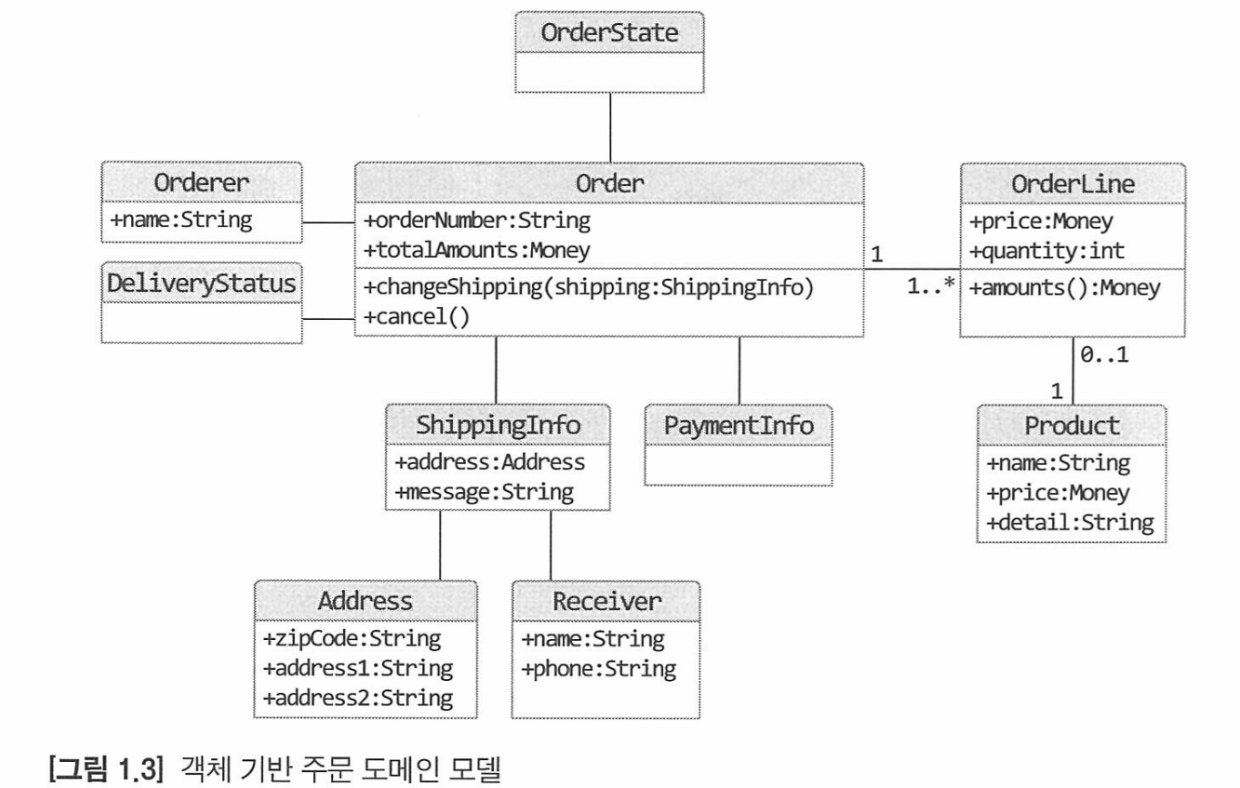 OrderState
Orderer
+name:String
Order
+orderNumber:String
+totalAmounts:Money
+changeShipping(shipping:ShippingInfo)
+cancel()
OrderLine
+price:Money
+quantity:int
+amounts():Money
1
1..*
DeliveryStatus
0..1
1
ShippingInfo
+address:Address
+message:String
PaymentInfo
Product
+name:String
+price:Money
+detail:String
Address
+zipCode:String
+address1:String
+address2:String
Receiver
+name:String
+phone:String
[그림 1.3] 객체 기반 주문 도메인 모델